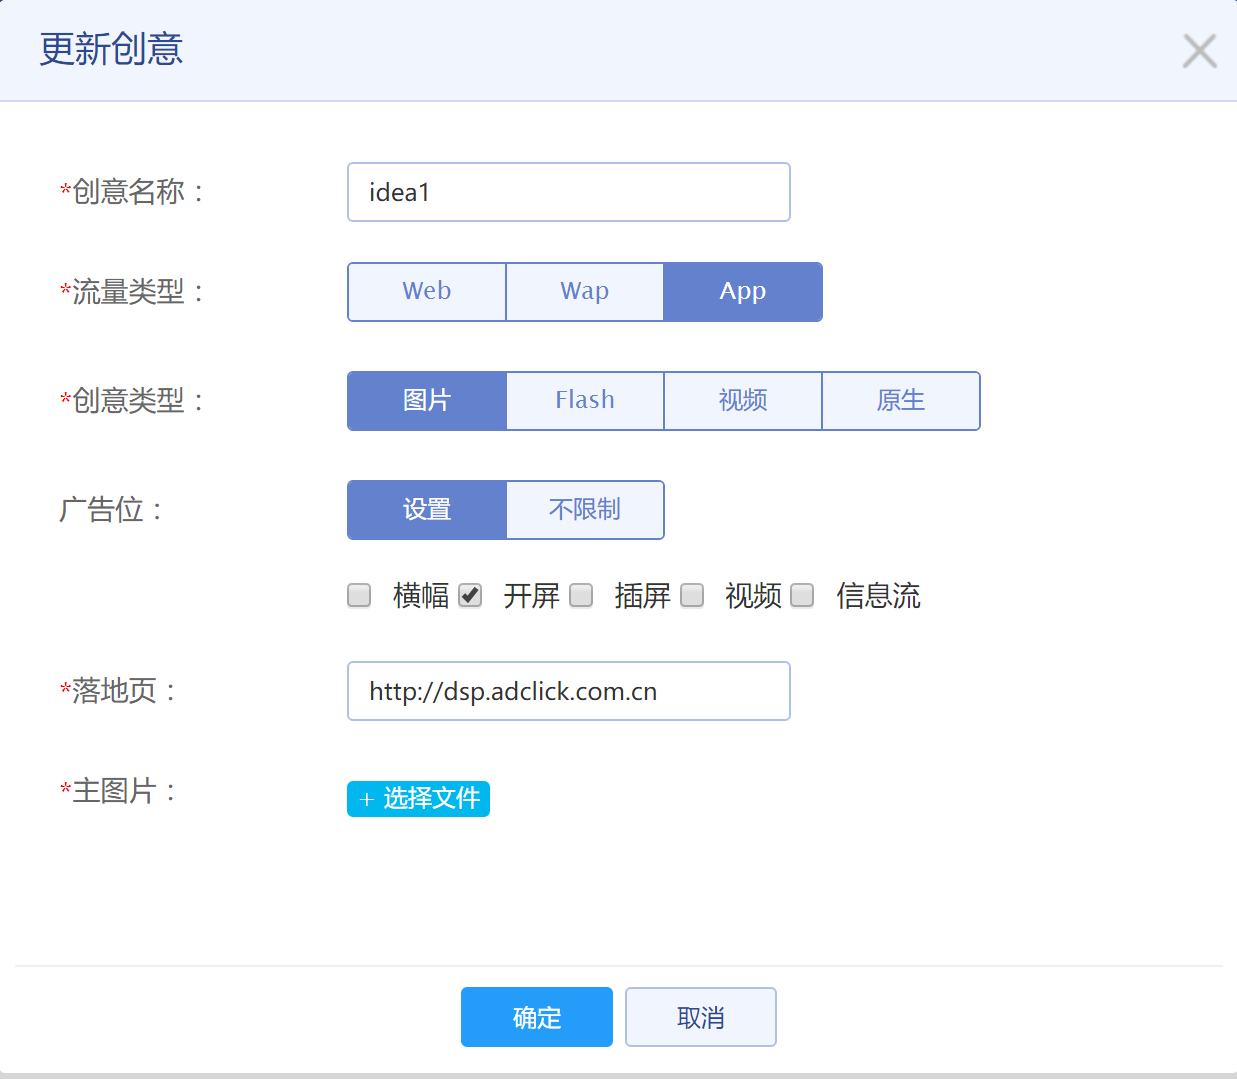 更新创意
*创意名称： idea1
*流量类型： Web Wap App
*创意类型： 图片 Flash 视频 原生
广告位： 设置 不限制
横幅 开屏 插屏 视频 信息流
*落地页： http://dsp.adclick.com.cn
*主图片： + 选择文件
确定 取消